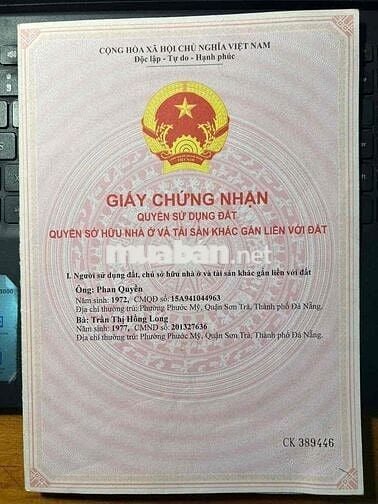 CỘNG HÒA XÃ HỘI CHỦ NGHĨA VIỆT NAM
Độc lập - Tự do - Hạnh phúc
GIẤY CHỨNG NHẬN
QUYỀN SỬ DỤNG ĐẤT
QUYỀN SỞ HỮU NHÀ Ở VÀ TÀI SẢN KHÁC GẮN LIỀN VỚI ĐẤT
muaban.net
I. Người sử dụng đất, chủ sở hữu nhà ở và tài sản khác gắn liền với đất
Ông: Phan Quyền
Năm sinh: 1972, CMQĐ số: 15A941044963
Địa chỉ thường trú: Phường Phước Mỹ, Quận Sơn Trà, Thành phố Đà Nẵng.
Bà: Trần Thị Hồng Long
Năm sinh: 1977, CMND số: 201327636
Địa chỉ thường trú: Phường Phước Mỹ, Quận Sơn Trà, Thành phố Đà Nẵng.
CK 389446